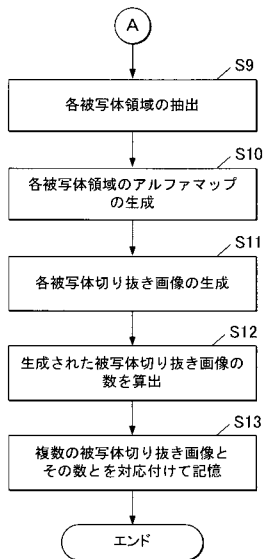 A
S9
各被写体領域の抽出
S10
各被写体領域のアルファマップ
の生成
S11
各被写体切り抜き画像の生成
S12
生成された被写体切り抜き画像の
数を算出
S13
複数の被写体切り抜き画像と
その数とを対応付けて記憶
エンド